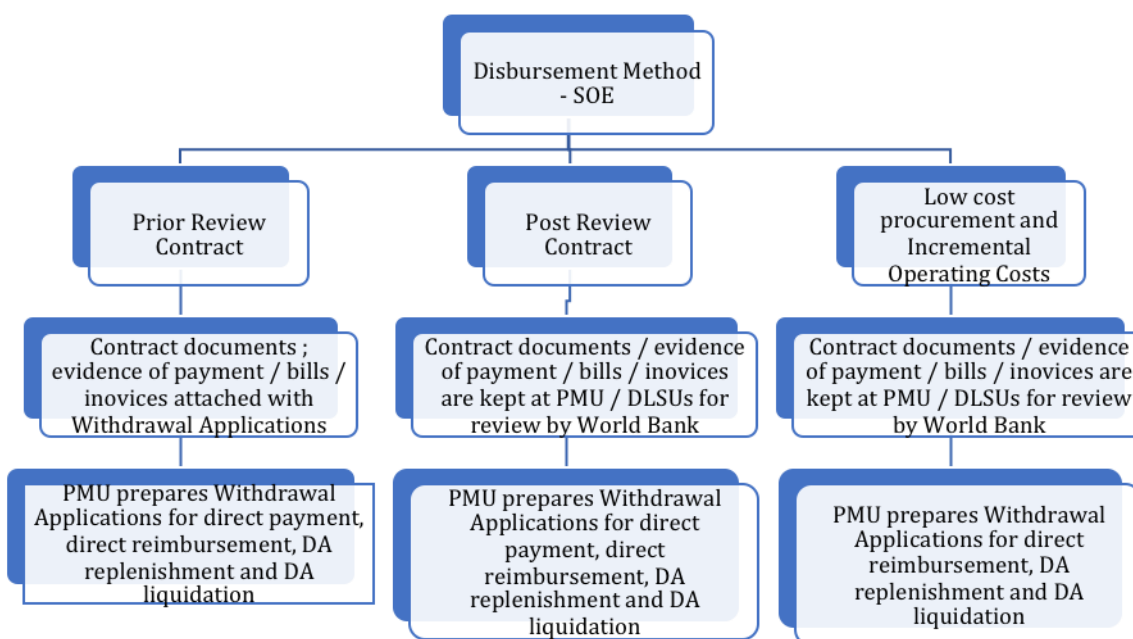 Disbursement Method
- SOE
Prior Review
Contract
Post Review
Contract
Low cost
procurement and
Incremental
Operating Costs
Contract documents ;
evidence of payment / bills /
inovices attached with
Withdrawal Applications
Contract documents / evidence
of payment / bills / inovices
are kept at PMU / DLSUs for
review by World Bank
Contract documents / evidence
of payment / bills / inovices are
kept at PMU / DLSUs for review
by World Bank
PMU prepares Withdrawal
Applications for direct payment,
direct reimbursement, DA
replenishment and DA
liquidation
PMU prepares Withdrawal
Applications for direct
payment, direct
reimbursement, DA
replenishment and DA
liquidation
PMU prepares Withdrawal
Applications for direct
reimbursement, DA
replenishment and DA
liquidation